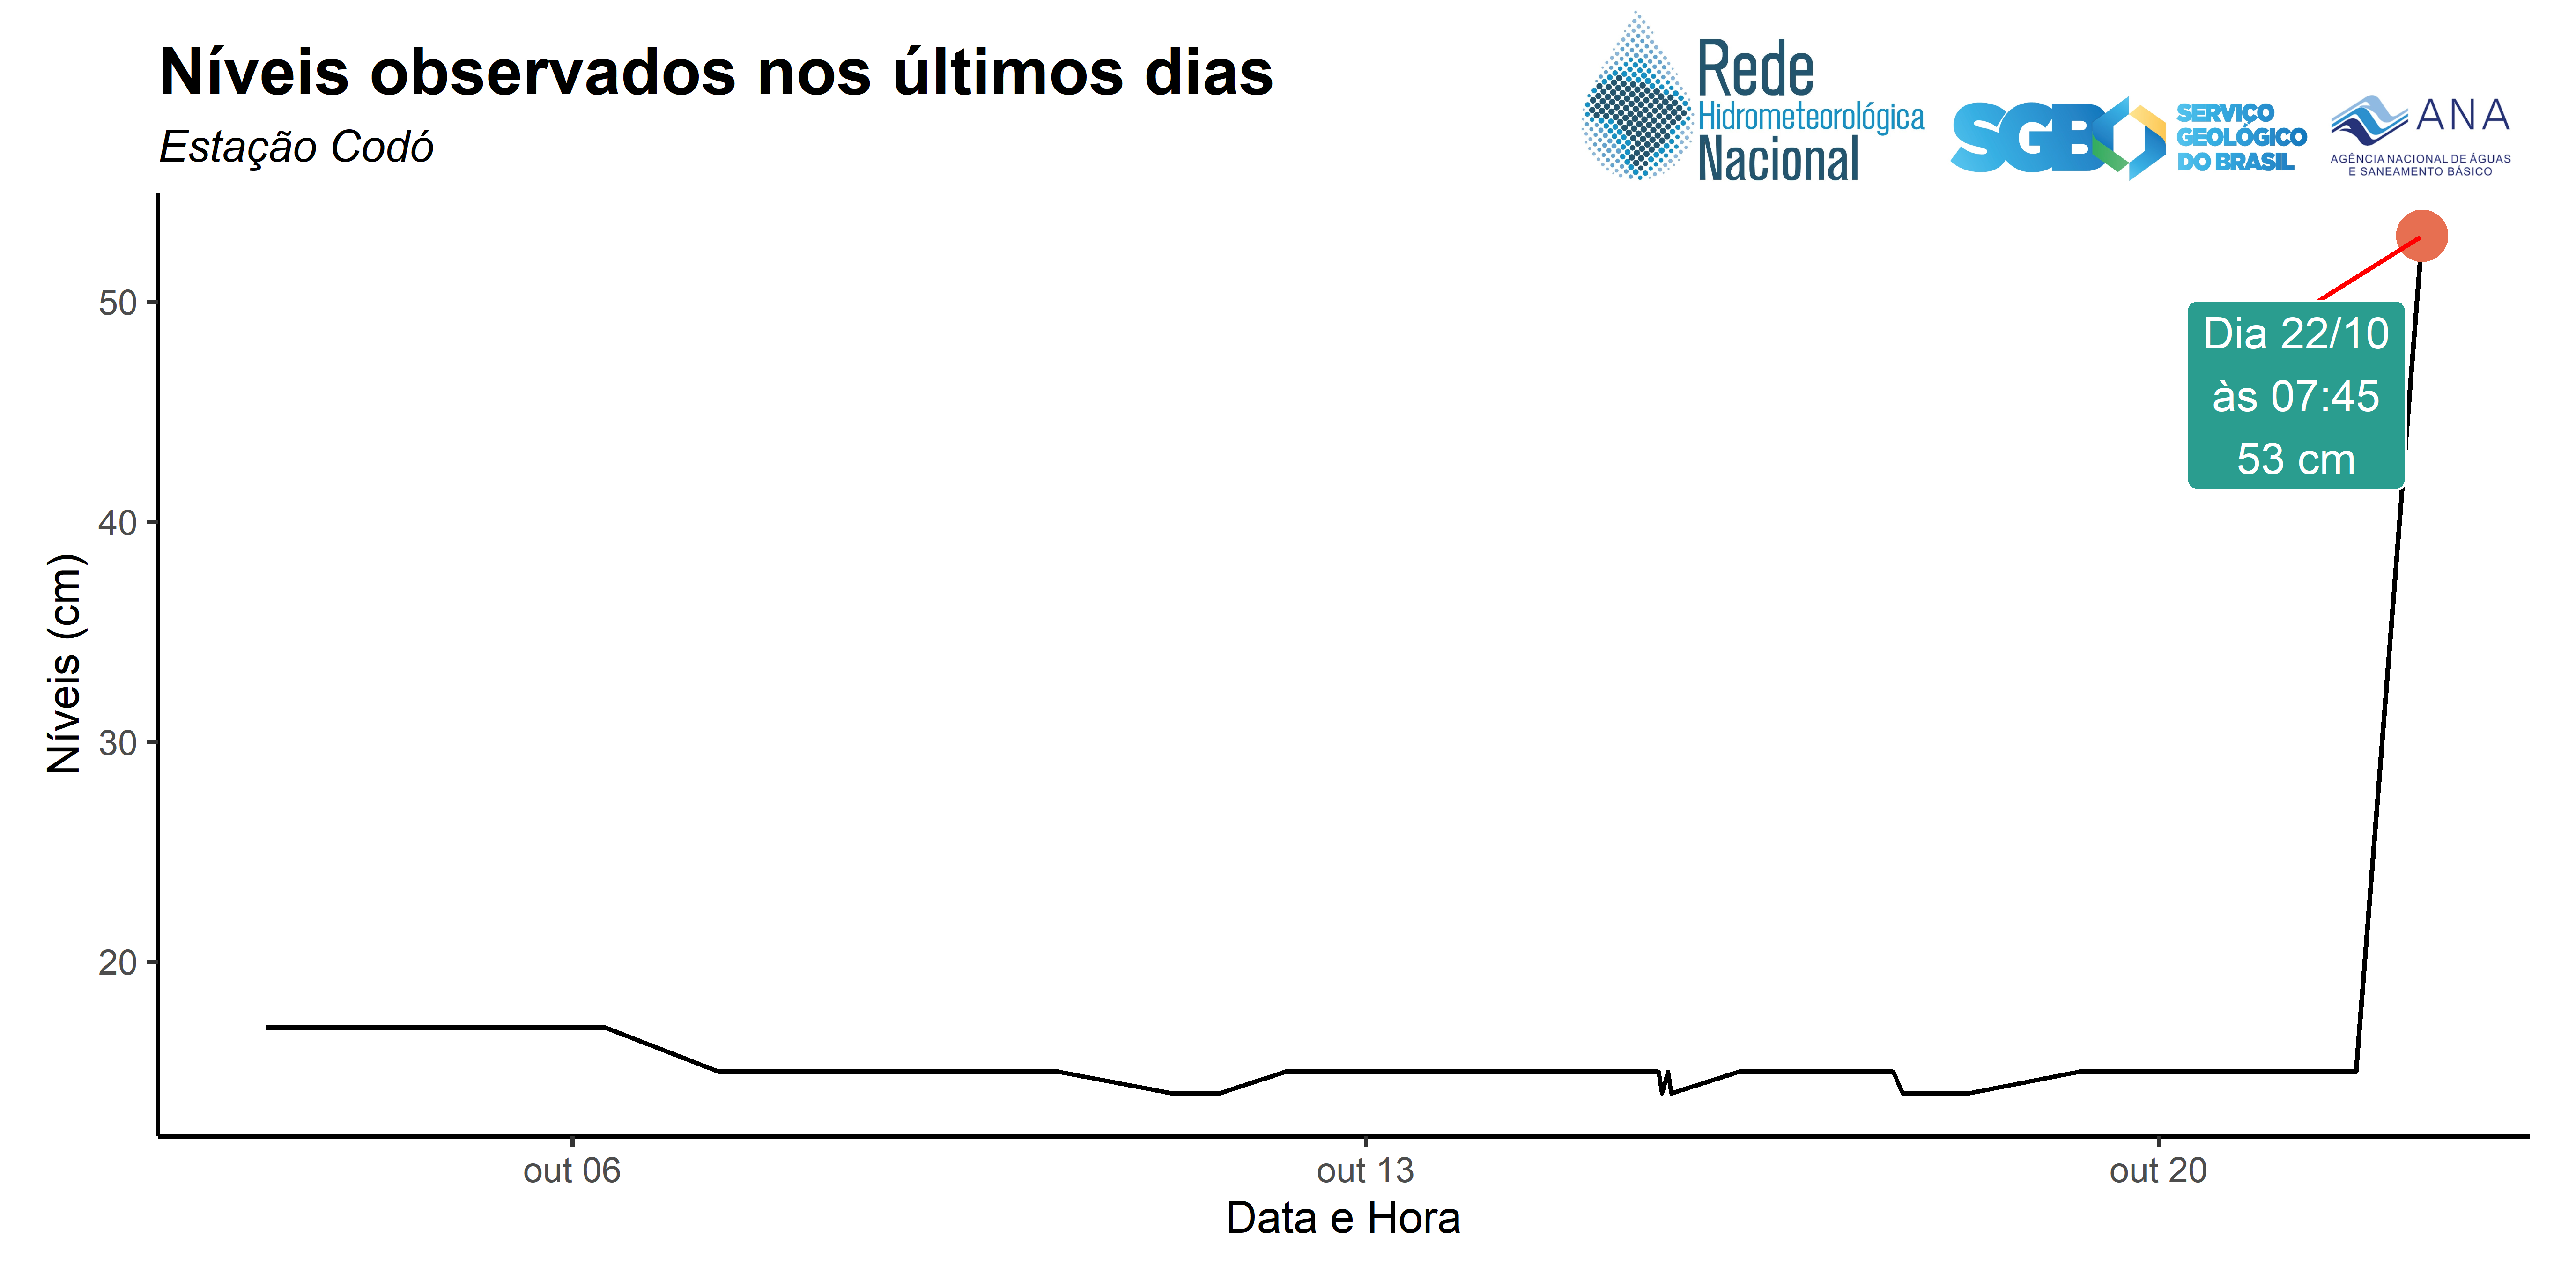 Níveis observados nos últimos dias
Estação Codó
Rede
Hidrometeorológica
Nacional
SGB
SERVIÇO
GEOLÓGICO
DO BRASIL
ANA
AGÊNCIA NACIONAL DE ÁGUAS
E SANEAMENTO BÁSICO
50
40
30
20
Níveis (cm)
Dia 22/10
às 07:45
53 cm
out 06
out 13
out 20
Data e Hora